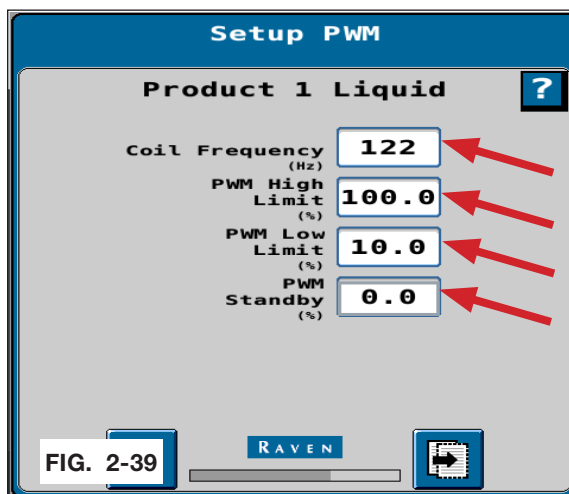 Setup PWM
Product 1 Liquid
?
Coil Frequency
(Hz)
122
PWM High
Limit
(%)
100.0
PWM Low
Limit
(%)
10.0
PWM
Standby
(%)
0.0
FIG. 2-39
RAVEN